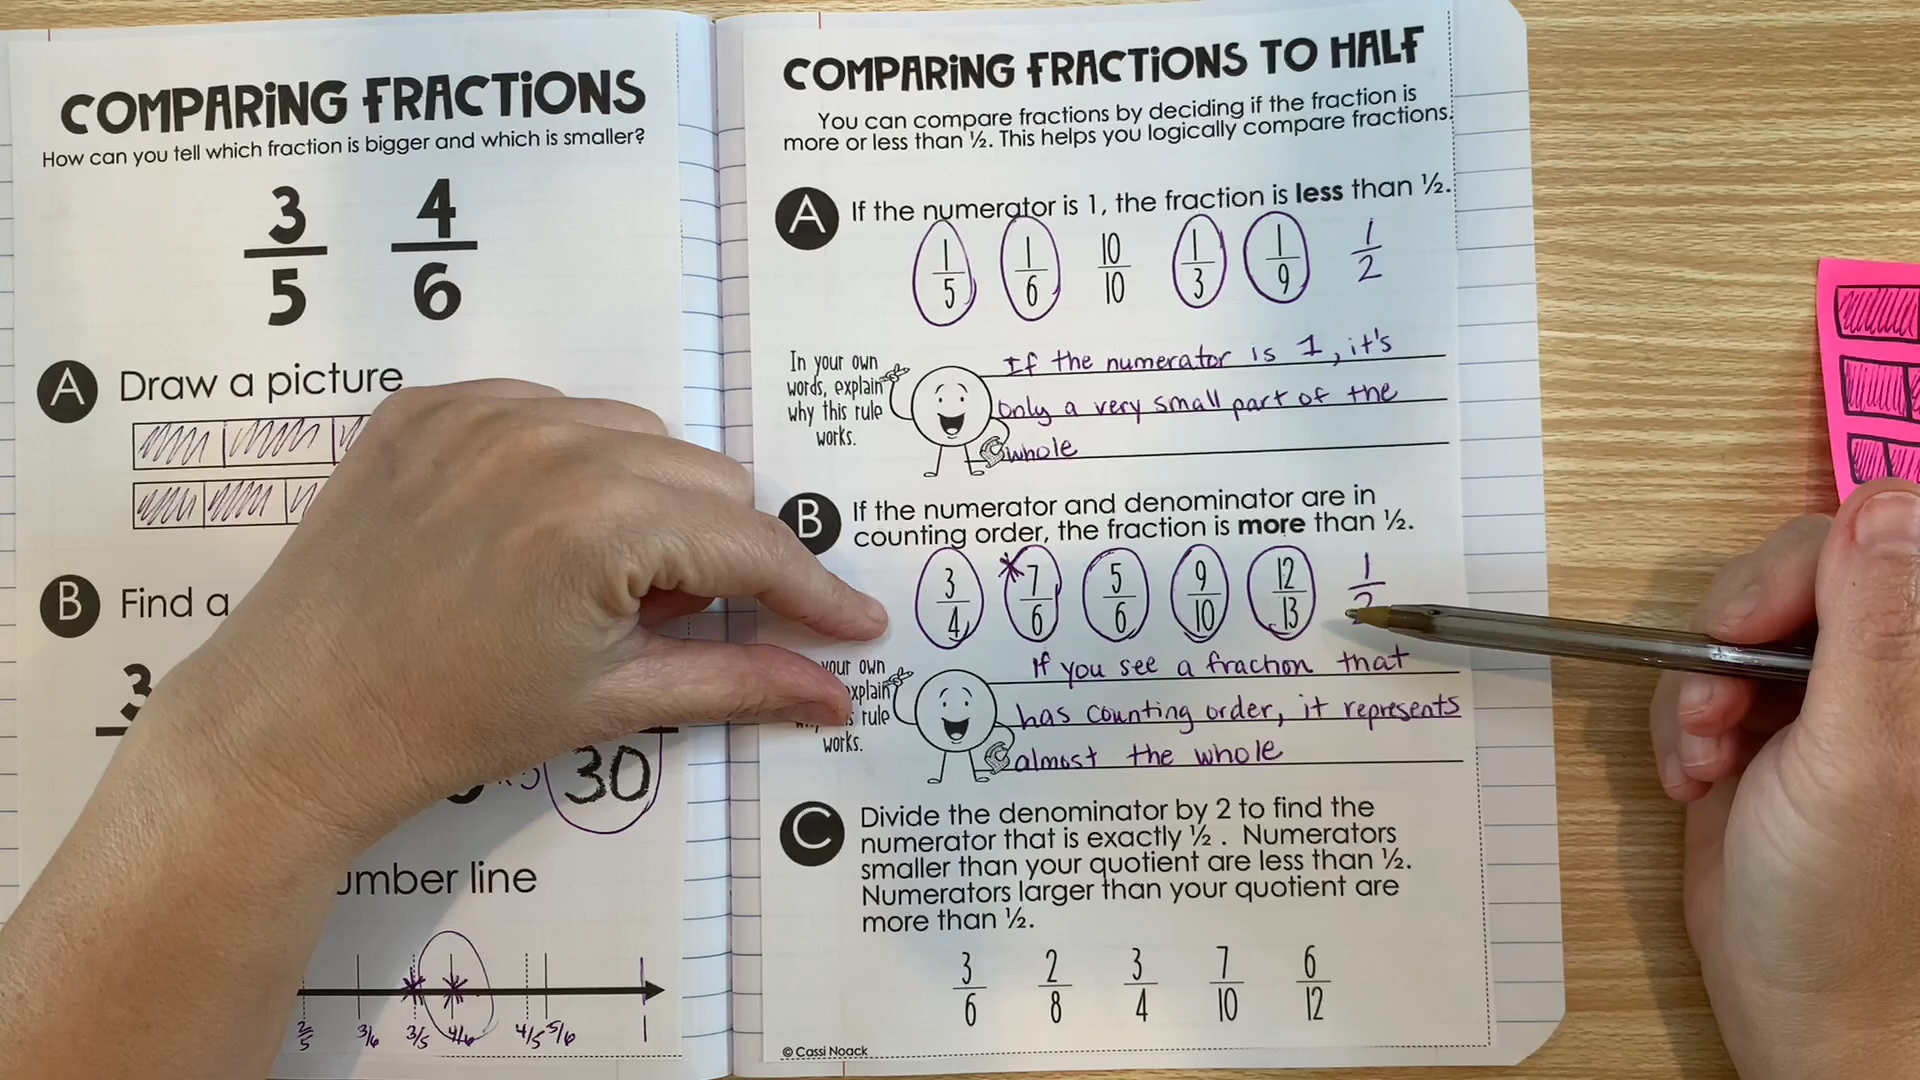 COMPARING FRACTIONS
How can you tell which fraction is bigger and which is smaller?
3/5 4/6
A Draw a picture
B Find a
3
30
umber line
2/5 3/6 3/5 4/6 4/5 5/6 1
COMPARING FRACTIONS TO HALF
You can compare fractions by deciding if the fraction is
more or less than ½. This helps you logically compare fractions.
A If the numerator is 1, the fraction is less than ½.
1/5 1/6 10/10 1/3 1/9 1/2
In your own
words, explain
why this rule
works.
If the numerator is 1, it's
only a very small part of the
whole
B If the numerator and denominator are in
counting order, the fraction is more than ½.
3/4 *7/6 5/6 9/10 12/13 1/2
your own
explain
rule
works.
If you see a fraction that
has counting order, it represents
almost the whole
C Divide the denominator by 2 to find the
numerator that is exactly ½ . Numerators
smaller than your quotient are less than ½.
Numerators larger than your quotient are
more than ½.
3/6 2/8 3/4 7/10 6/12
© Cassi Noack